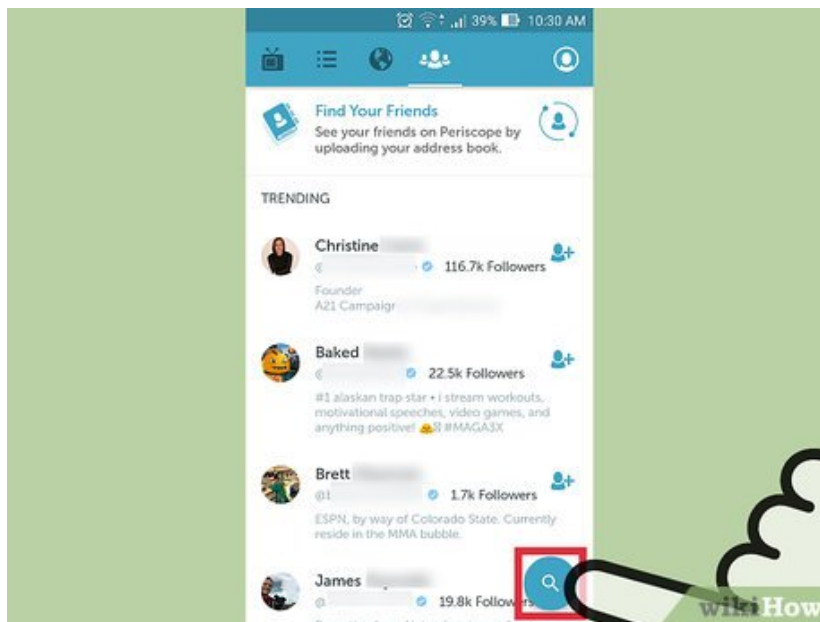 39% 10:30 AM
Find Your Friends
See your friends on Periscope by
uploading your address book.
TRENDING
Christine
116.7k Followers
Founder
A21 Campaign
Baked
22.5k Followers
#1 alaskan trap star • i stream workouts,
motivational speeches, video games, and
anything positive! #MAGA3X
Brett
@ 1.7k Followers
ESPN, by way of Colorado State. Currently
reside in the MMA bubble.
James
@ 19.8k Followers
wikiHow